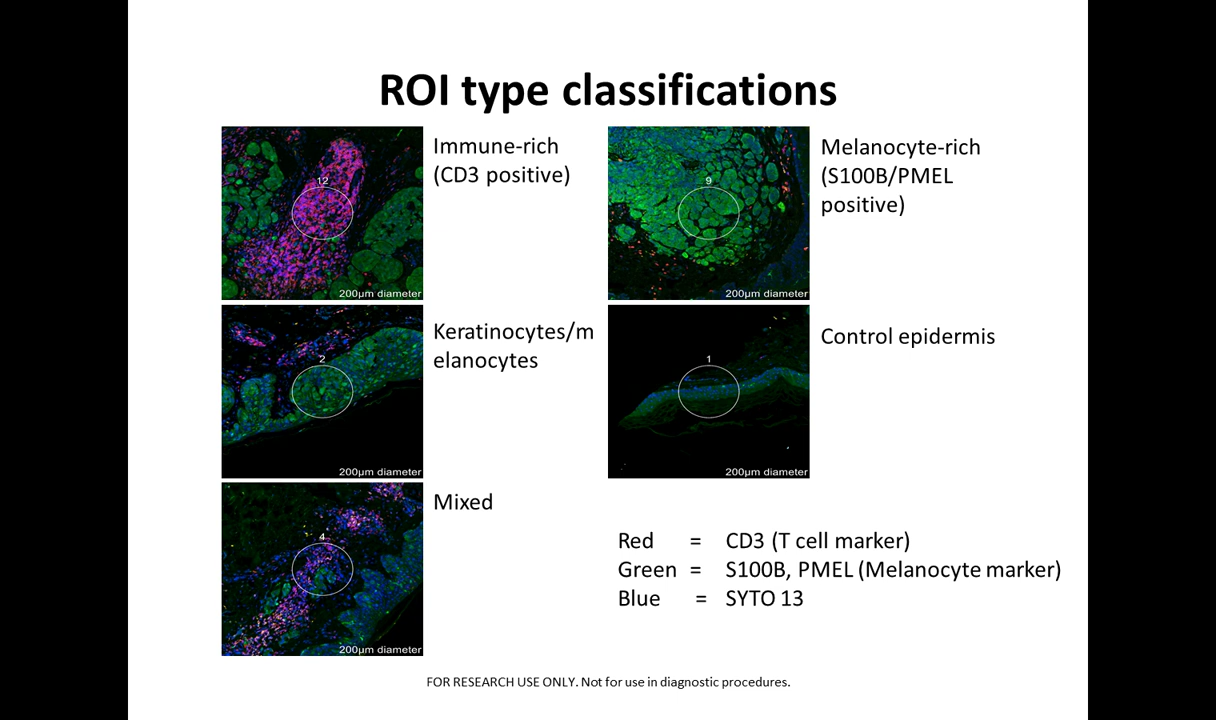 ROI type classifications
12
200µm diameter
Immune-rich
(CD3 positive)
9
200µm diameter
Melanocyte-rich
(S100B/PMEL
positive)
2
200µm diameter
Keratinocytes/m
elanocytes
1
200µm diameter
Control epidermis
4
200µm diameter
Mixed
Red = CD3 (T cell marker)
Green = S100B, PMEL (Melanocyte marker)
Blue = SYTO 13
FOR RESEARCH USE ONLY. Not for use in diagnostic procedures.